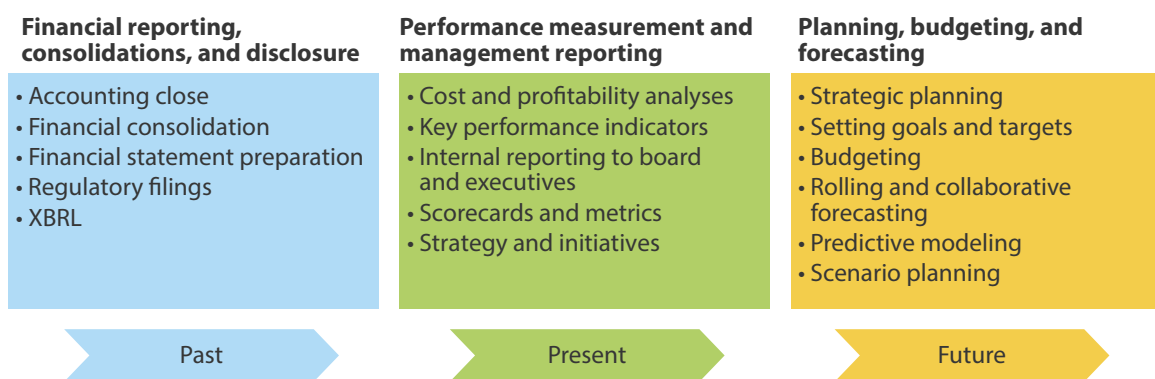 Financial reporting,
consolidations, and disclosure
• Accounting close
• Financial consolidation
• Financial statement preparation
• Regulatory filings
• XBRL
Past
Performance measurement and
management reporting
• Cost and profitability analyses
• Key performance indicators
• Internal reporting to board
and executives
• Scorecards and metrics
• Strategy and initiatives
Present
Planning, budgeting, and
forecasting
• Strategic planning
• Setting goals and targets
• Budgeting
• Rolling and collaborative
forecasting
• Predictive modeling
• Scenario planning
Future